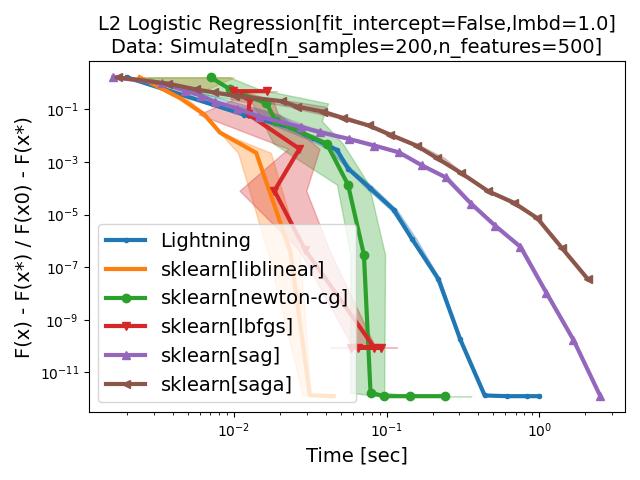 L2 Logistic Regression[fit_intercept=False,lmbd=1.0]
Data: Simulated[n_samples=200,n_features=500]
F(x) - F(x*) / F(x0) - F(x*)
10⁻¹
10⁻³
10⁻⁵
10⁻⁷
10⁻⁹
10⁻¹¹
Lightning
sklearn[liblinear]
sklearn[newton-cg]
sklearn[lbfgs]
sklearn[sag]
sklearn[saga]
10⁻² 10⁻¹ 10⁰
Time [sec]